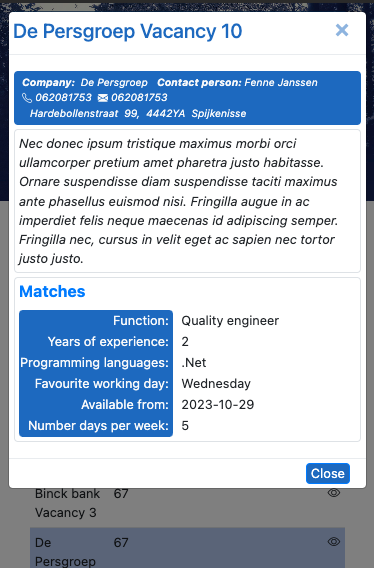 De Persgroep Vacancy 10
Company: De Persgroep Contact person: Fenne Janssen
062081753 062081753
Hardebollenstraat 99, 4442YA Spijkenisse
Nec donec ipsum tristique maximus morbi orci
ullamcorper pretium amet pharetra justo habitasse.
Ornare suspendisse diam suspendisse taciti maximus
ante phasellus euismod nisi. Fringilla augue in ac
imperdiet felis neque maecenas id adipiscing semper.
Fringilla nec, cursus in velit eget ac sapien nec tortor
justo justo.
Matches
Function: Quality engineer
Years of experience: 2
Programming languages: .Net
Favourite working day: Wednesday
Available from: 2023-10-29
Number days per week: 5
Close
Binck bank 67
Vacancy 3
De 67
Persgroep